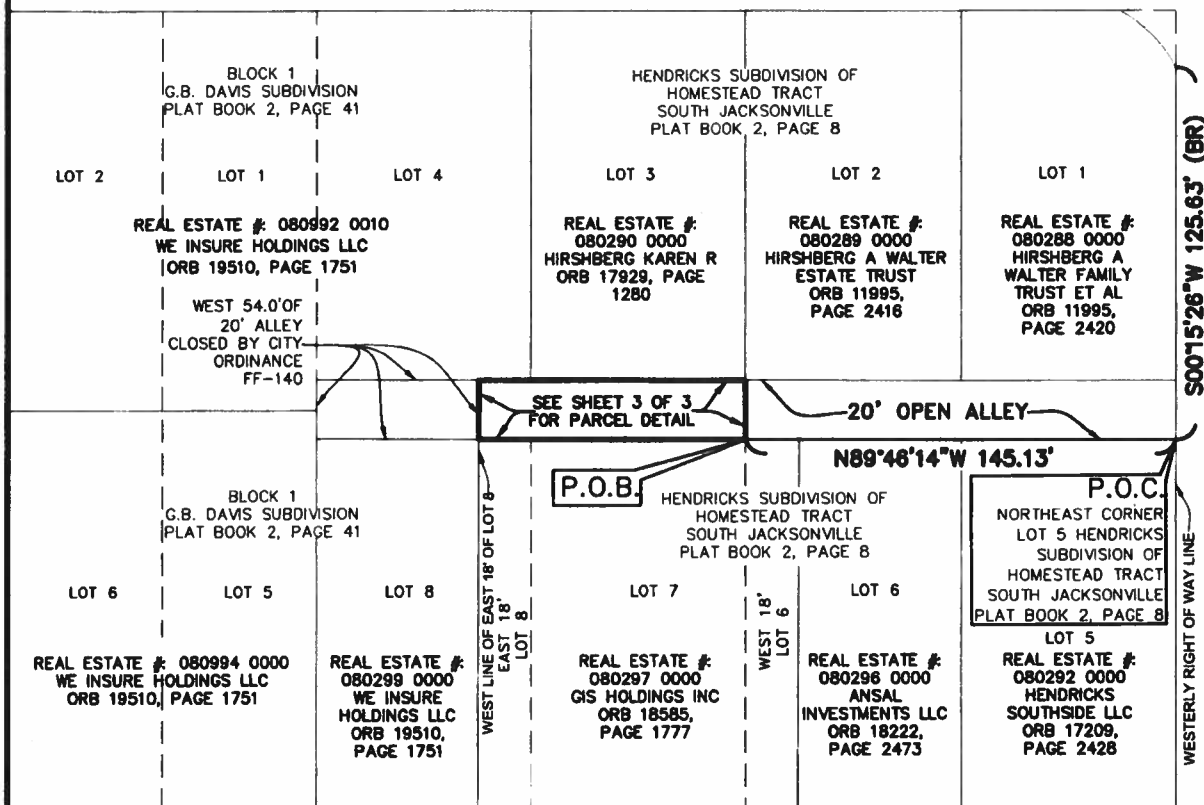 BLOCK 1
G.B. DAVIS SUBDIVISION
PLAT BOOK 2, PAGE 41
HENDRICKS SUBDIVISION OF
HOMESTEAD TRACT
SOUTH JACKSONVILLE
PLAT BOOK 2, PAGE 8
LOT 2
LOT 1
LOT 4
LOT 3
LOT 2
LOT 1
REAL ESTATE #: 080992 0010
WE INSURE HOLDINGS LLC
ORB 19510, PAGE 1751
REAL ESTATE #:
080290 0000
HIRSHBERG KAREN R
ORB 17929, PAGE
1280
REAL ESTATE #:
080289 0000
HIRSHBERG A WALTER
ESTATE TRUST
ORB 11995,
PAGE 2416
REAL ESTATE #:
080288 0000
HIRSHBERG A
WALTER FAMILY
TRUST ET AL
ORB 11995,
PAGE 2420
S00°15'26"W 125.63' (BR)
WEST 54.0'OF
20' ALLEY
CLOSED BY CITY
ORDINANCE
FF-140
SEE SHEET 3 OF 3
FOR PARCEL DETAIL
20' OPEN ALLEY
N89°46'14"W 145.13'
P.O.B.
P.O.C.
NORTHEAST CORNER
LOT 5 HENDRICKS
SUBDIVISION OF
HOMESTEAD TRACT
SOUTH JACKSONVILLE
PLAT BOOK 2, PAGE 8
BLOCK 1
G.B. DAVIS SUBDIVISION
PLAT BOOK 2, PAGE 41
HENDRICKS SUBDIVISION OF
HOMESTEAD TRACT
SOUTH JACKSONVILLE
PLAT BOOK 2, PAGE 8
LOT 6
LOT 5
LOT 8
WEST LINE OF EAST 18' OF LOT 8
EAST 18'
LOT 8
LOT 7
WEST 18'
LOT 6
LOT 6
LOT 5
REAL ESTATE #: 080994 0000
WE INSURE HOLDINGS LLC
ORB 19510, PAGE 1751
REAL ESTATE #:
080299 0000
WE INSURE
HOLDINGS LLC
ORB 19510,
PAGE 1751
REAL ESTATE #:
080297 0000
GIS HOLDINGS INC
ORB 18585,
PAGE 1777
REAL ESTATE #:
080296 0000
ANSAL
INVESTMENTS LLC
ORB 18222,
PAGE 2473
REAL ESTATE #:
080292 0000
HENDRICKS
SOUTHSIDE LLC
ORB 17209,
PAGE 2428
WESTERLY RIGHT OF WAY LINE